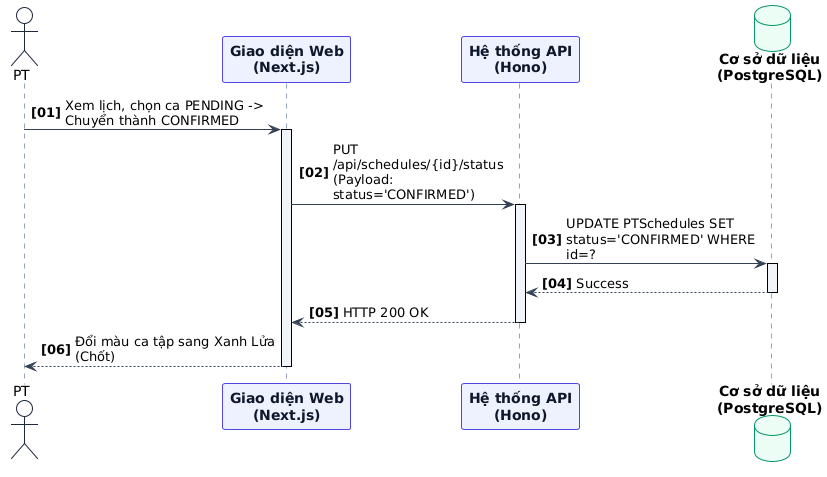 PT
Giao diện Web
(Next.js)
Hệ thống API
(Hono)
Cơ sở dữ liệu
(PostgreSQL)
[01] Xem lịch, chọn ca PENDING ->
Chuyển thành CONFIRMED
[02] PUT
/api/schedules/{id}/status
(Payload:
status='CONFIRMED')
[03] UPDATE PTSchedules SET
status='CONFIRMED' WHERE
id=?
[04] Success
[05] HTTP 200 OK
[06] Đổi màu ca tập sang Xanh Lửa
(Chốt)
PT
Giao diện Web
(Next.js)
Hệ thống API
(Hono)
Cơ sở dữ liệu
(PostgreSQL)